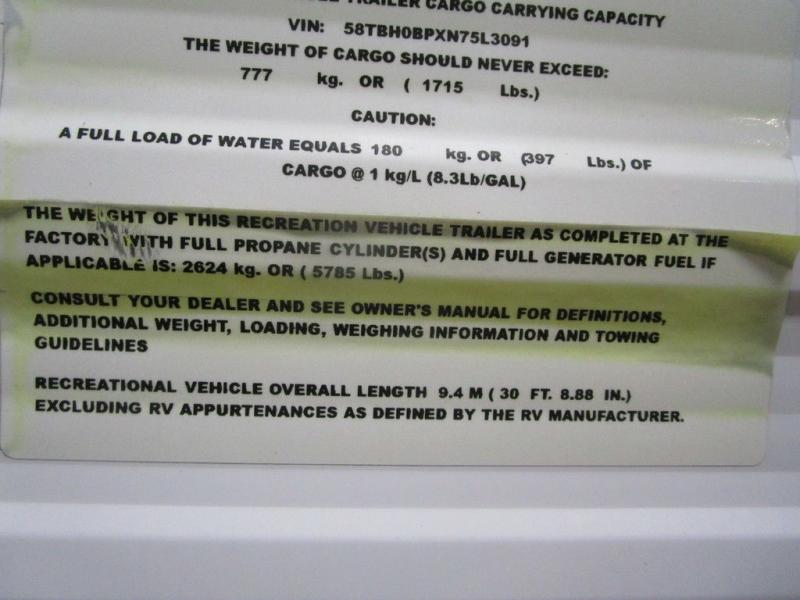 TRAILER CARGO CARRYING CAPACITY
VIN: 58TBH0BPXN75L3091
THE WEIGHT OF CARGO SHOULD NEVER EXCEED:
777 kg. OR ( 1715 Lbs.)
CAUTION:
A FULL LOAD OF WATER EQUALS 180 kg. OR (397 Lbs.) OF
CARGO @ 1 kg/L (8.3Lb/GAL)
THE WEIGHT OF THIS RECREATION VEHICLE TRAILER AS COMPLETED AT THE
FACTORY WITH FULL PROPANE CYLINDER(S) AND FULL GENERATOR FUEL IF
APPLICABLE IS: 2624 kg. OR ( 5785 Lbs.)
CONSULT YOUR DEALER AND SEE OWNER'S MANUAL FOR DEFINITIONS,
ADDITIONAL WEIGHT, LOADING, WEIGHING INFORMATION AND TOWING
GUIDELINES
RECREATIONAL VEHICLE OVERALL LENGTH 9.4 M ( 30 FT. 8.88 IN.)
EXCLUDING RV APPURTENANCES AS DEFINED BY THE RV MANUFACTURER.